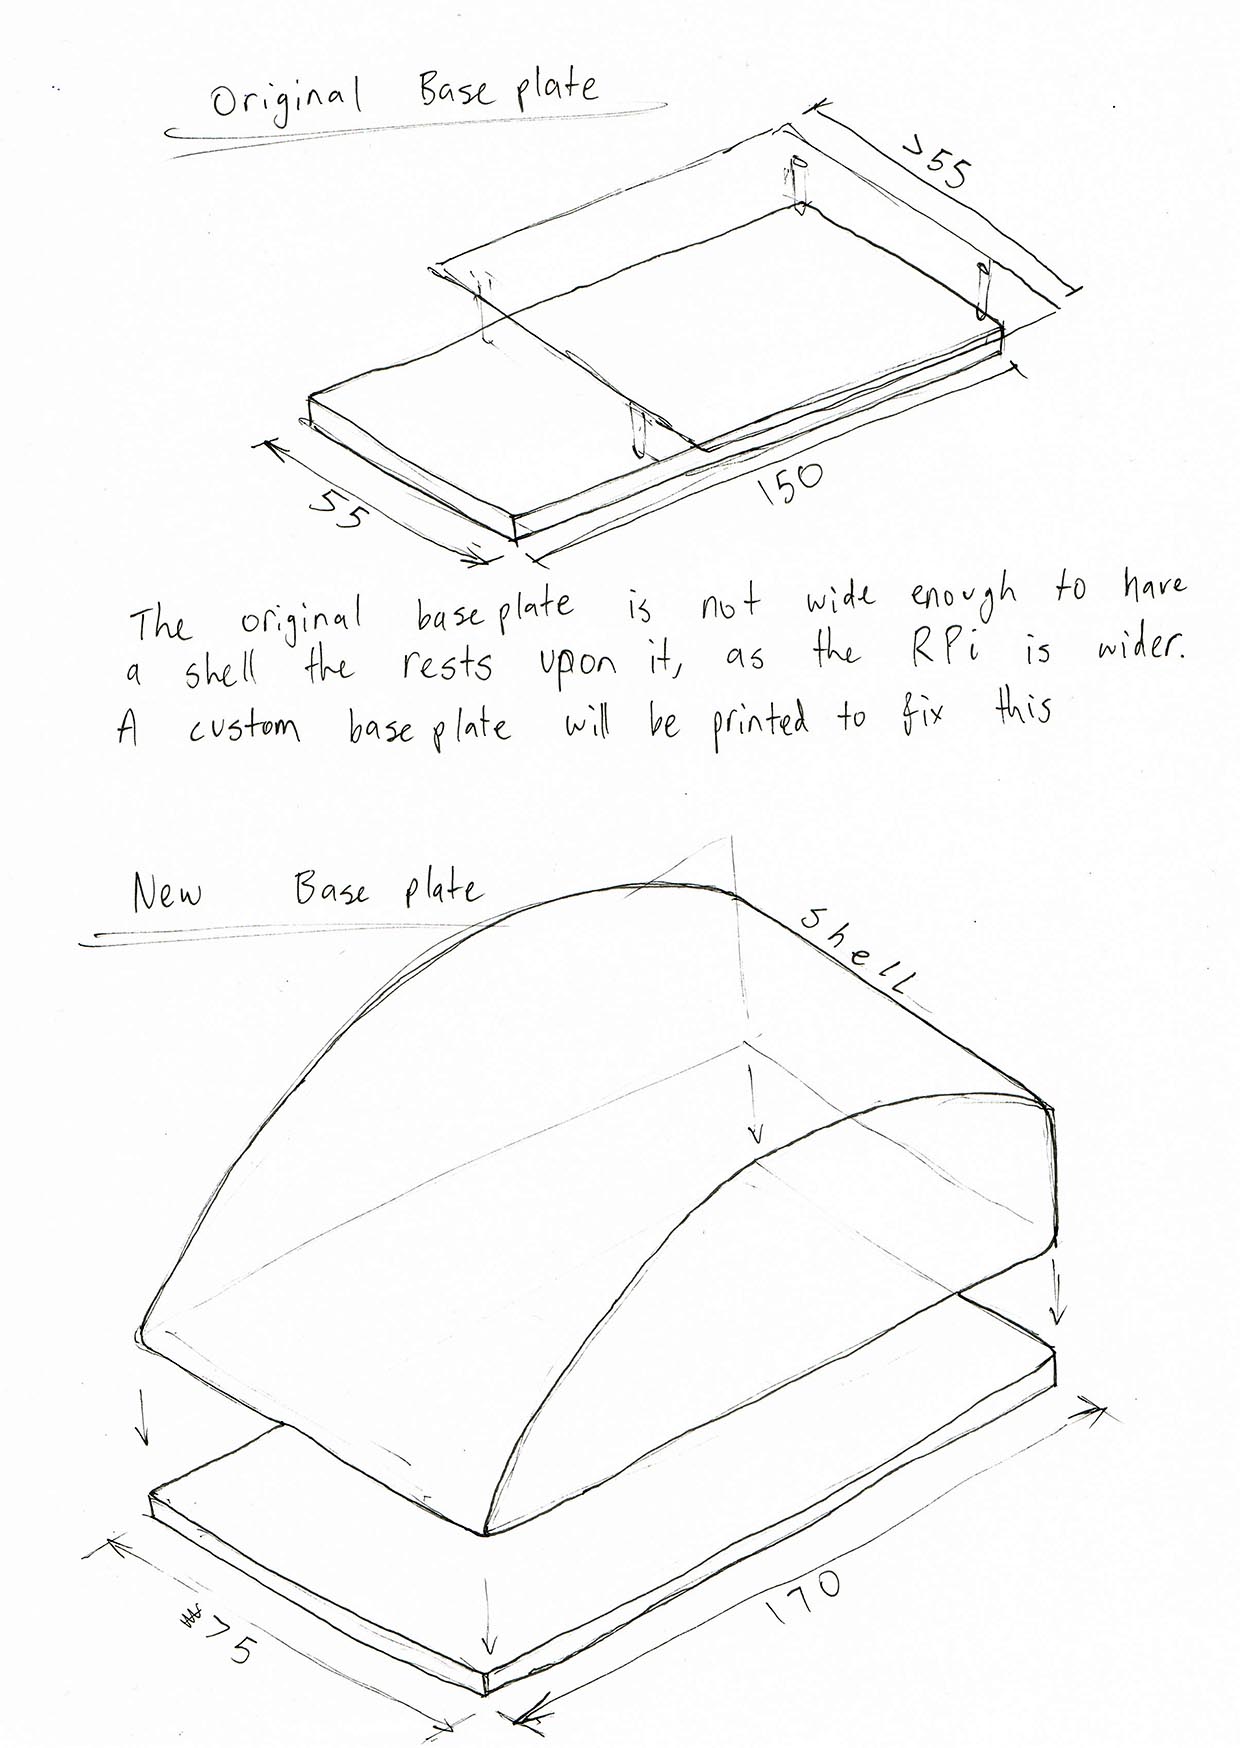 Original Base plate
>55
55
150
The original base plate is not wide enough to have
a shell the rests upon it, as the RPi is wider.
A custom base plate will be printed to fix this
New Base plate
Shell
75
170